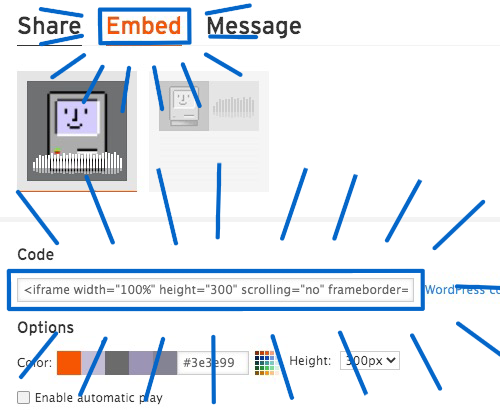 Share Embed Message
Code
<iframe width="100%" height="300" scrolling="no" frameborder=
WordPress co
Options
Color: #3e3e99 Height: 300px
Enable automatic play